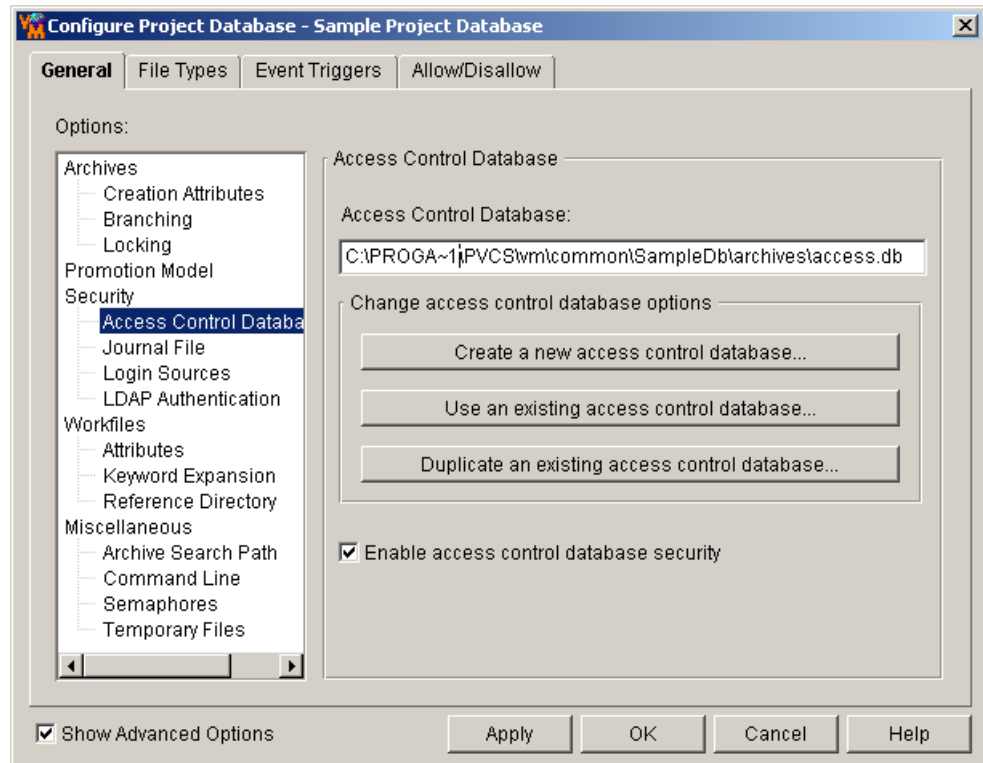 Configure Project Database - Sample Project Database
General File Types Event Triggers Allow/Disallow
Options:
Archives
Creation Attributes
Branching
Locking
Promotion Model
Security
Access Control Databa
Journal File
Login Sources
LDAP Authentication
Workfiles
Attributes
Keyword Expansion
Reference Directory
Miscellaneous
Archive Search Path
Command Line
Semaphores
Temporary Files
Access Control Database
Access Control Database:
C:\PROGA~1\PVCS\vm\common\SampleDb\archives\access.db
Change access control database options
Create a new access control database...
Use an existing access control database...
Duplicate an existing access control database...
Enable access control database security
Show Advanced Options
Apply OK Cancel Help